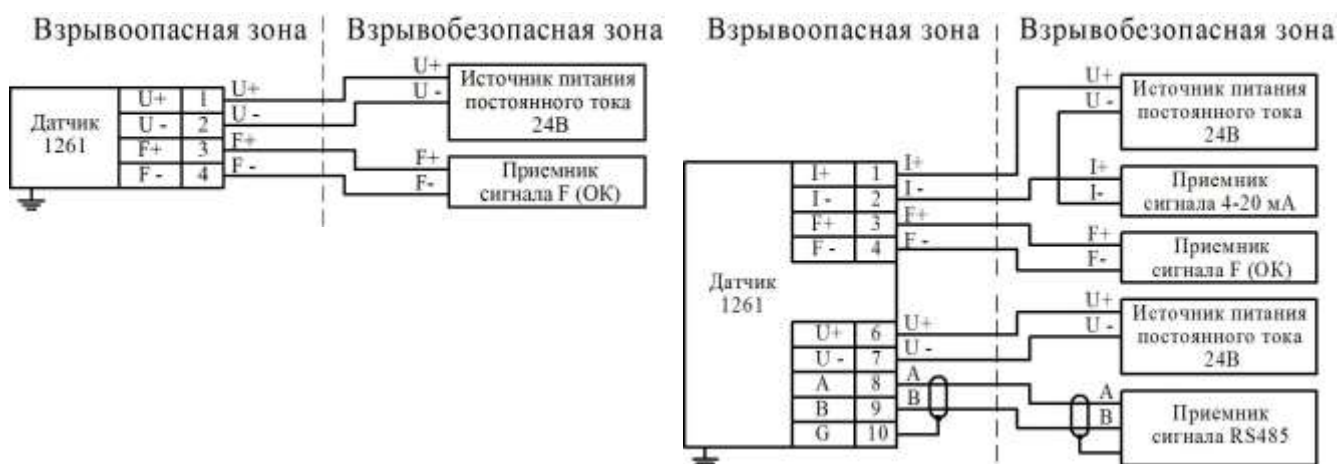 Взрывоопасная зона
Взрывобезопасная зона
Датчик
1261
U+ 1
U - 2
F+ 3
F - 4
U+
U -
F+
F -
U+
U -
F+
F-
Источник питания
постоянного тока
24В
Приемник
сигнала F (ОК)
Взрывоопасная зона
Взрывобезопасная зона
Датчик
1261
I+ 1
I - 2
F+ 3
F - 4
U+ 6
U - 7
A 8
B 9
G 10
I+
I -
F+
F -
U+
U -
A
B
U+
U -
I+
I-
F+
F-
U+
U -
A
B
Источник питания
постоянного тока
24В
Приемник
сигнала 4-20 мА
Приемник
сигнала F (ОК)
Источник питания
постоянного тока
24В
Приемник
сигнала RS485